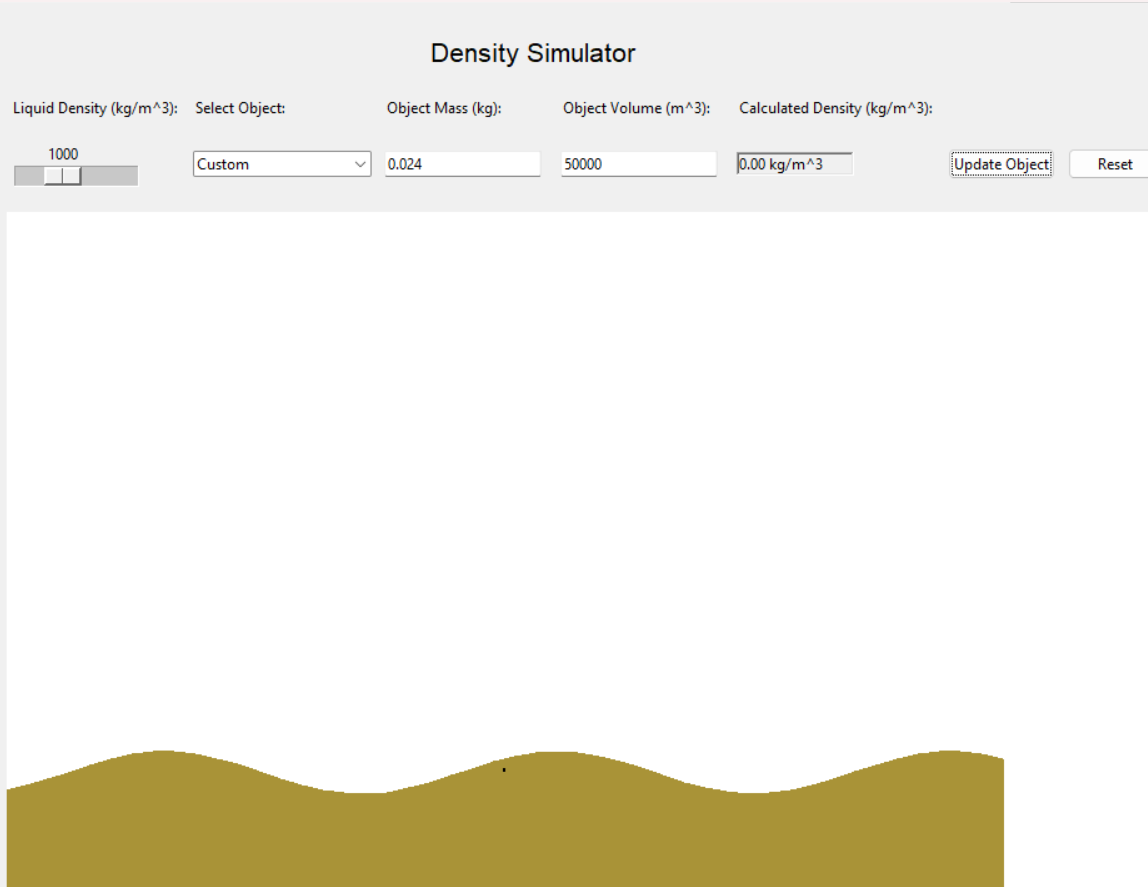 Density Simulator
Liquid Density (kg/m^3): Select Object: Object Mass (kg): Object Volume (m^3): Calculated Density (kg/m^3):
1000
Custom 0.024 50000 0.00 kg/m^3 Update Object Reset